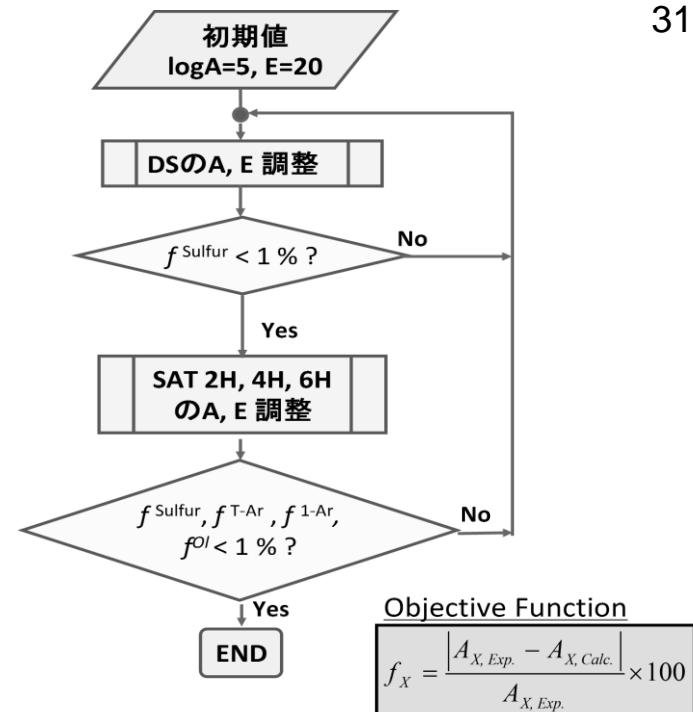 31
初期値
logA=5, E=20
DSのA, E 調整
f Sulfur < 1 % ?
No
Yes
SAT 2H, 4H, 6H
のA, E 調整
f Sulfur, f T-Ar , f 1-Ar,
f Ol < 1 % ?
No
Yes
END
Objective Function
f X = |A X, Exp. − A X, Calc.| / A X, Exp. ×100